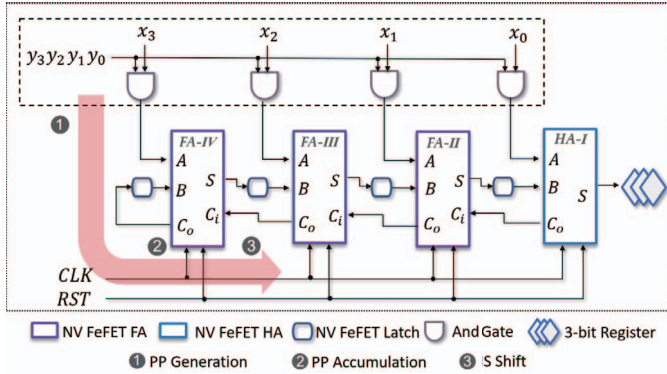 x3 x2 x1 x0
y3y2y1y0
1
FA-IV FA-III FA-II HA-I
A A A A
B S B S B S B S
Co Ci Co Ci Co Ci Co
2 3
CLK
RST
NV FeFET FA NV FeFET HA NV FeFET Latch And Gate 3-bit Register
1 PP Generation 2 PP Accumulation 3 S Shift